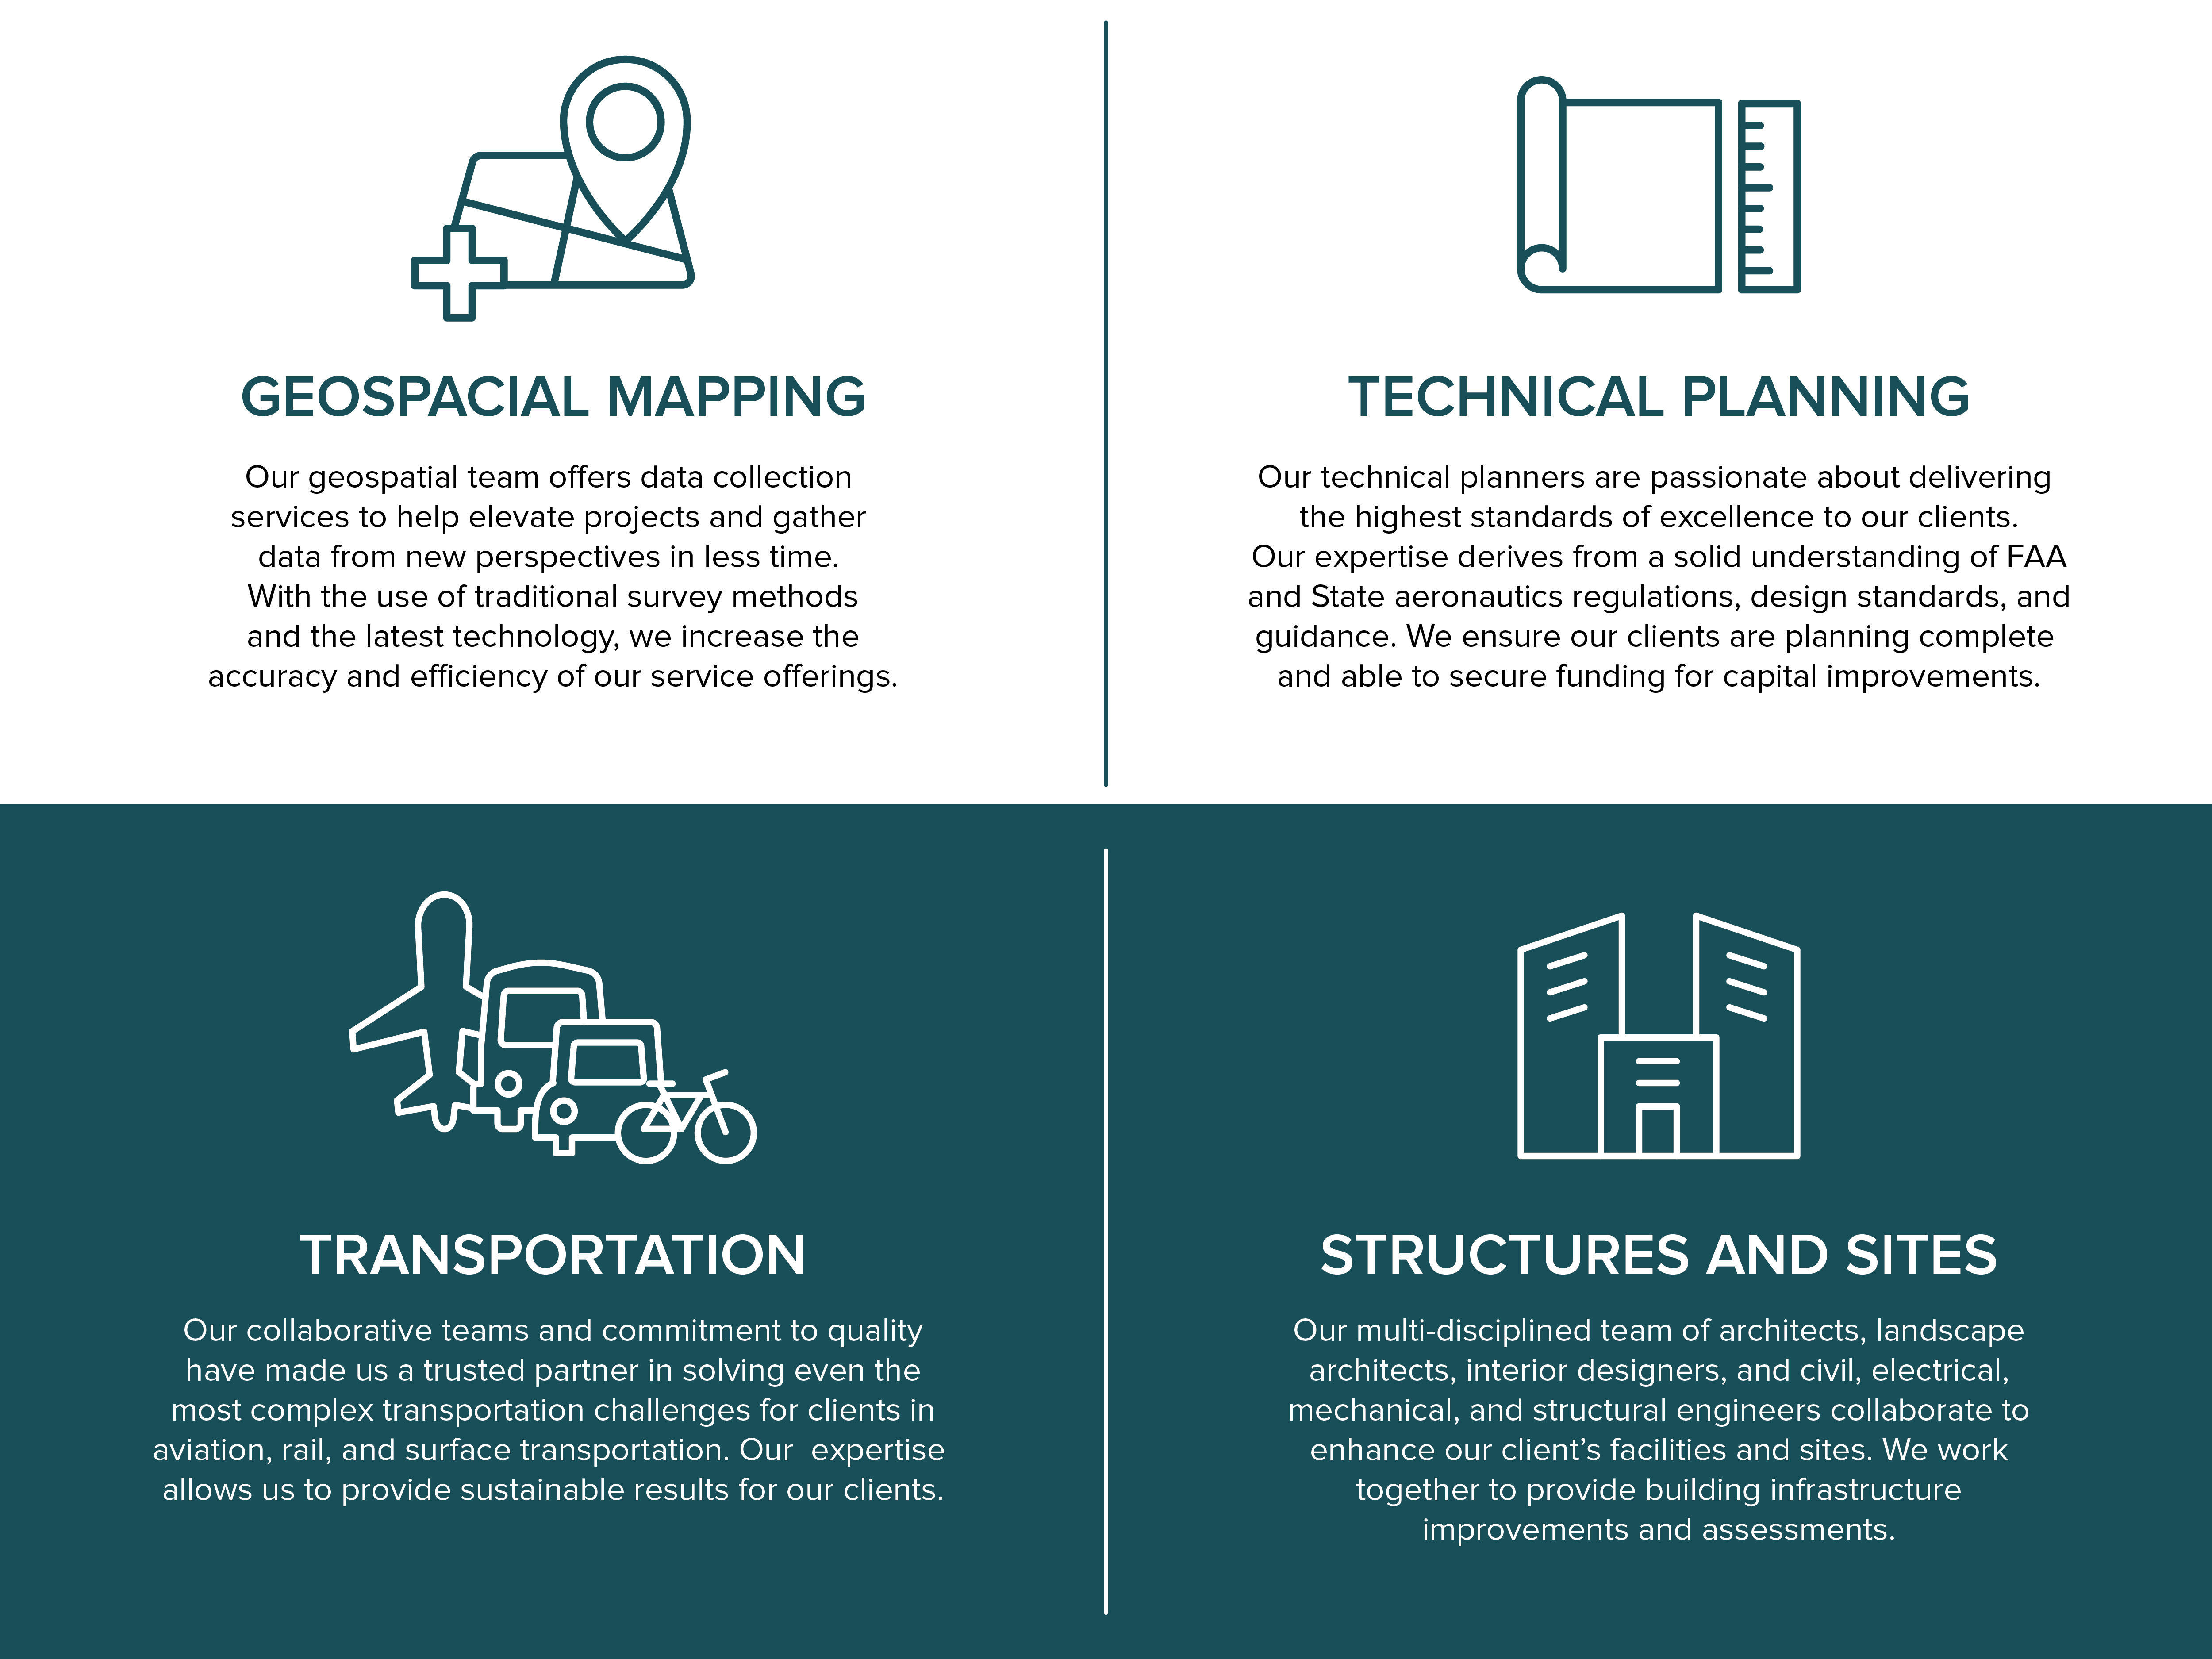 GEOSPACIAL MAPPING
Our geospatial team offers data collection
services to help elevate projects and gather
data from new perspectives in less time.
With the use of traditional survey methods
and the latest technology, we increase the
accuracy and efficiency of our service offerings.
TECHNICAL PLANNING
Our technical planners are passionate about delivering
the highest standards of excellence to our clients.
Our expertise derives from a solid understanding of FAA
and State aeronautics regulations, design standards, and
guidance. We ensure our clients are planning complete
and able to secure funding for capital improvements.
TRANSPORTATION
Our collaborative teams and commitment to quality
have made us a trusted partner in solving even the
most complex transportation challenges for clients in
aviation, rail, and surface transportation. Our  expertise
allows us to provide sustainable results for our clients.
STRUCTURES AND SITES
Our multi-disciplined team of architects, landscape
architects, interior designers, and civil, electrical,
mechanical, and structural engineers collaborate to
enhance our client’s facilities and sites. We work
together to provide building infrastructure
improvements and assessments.